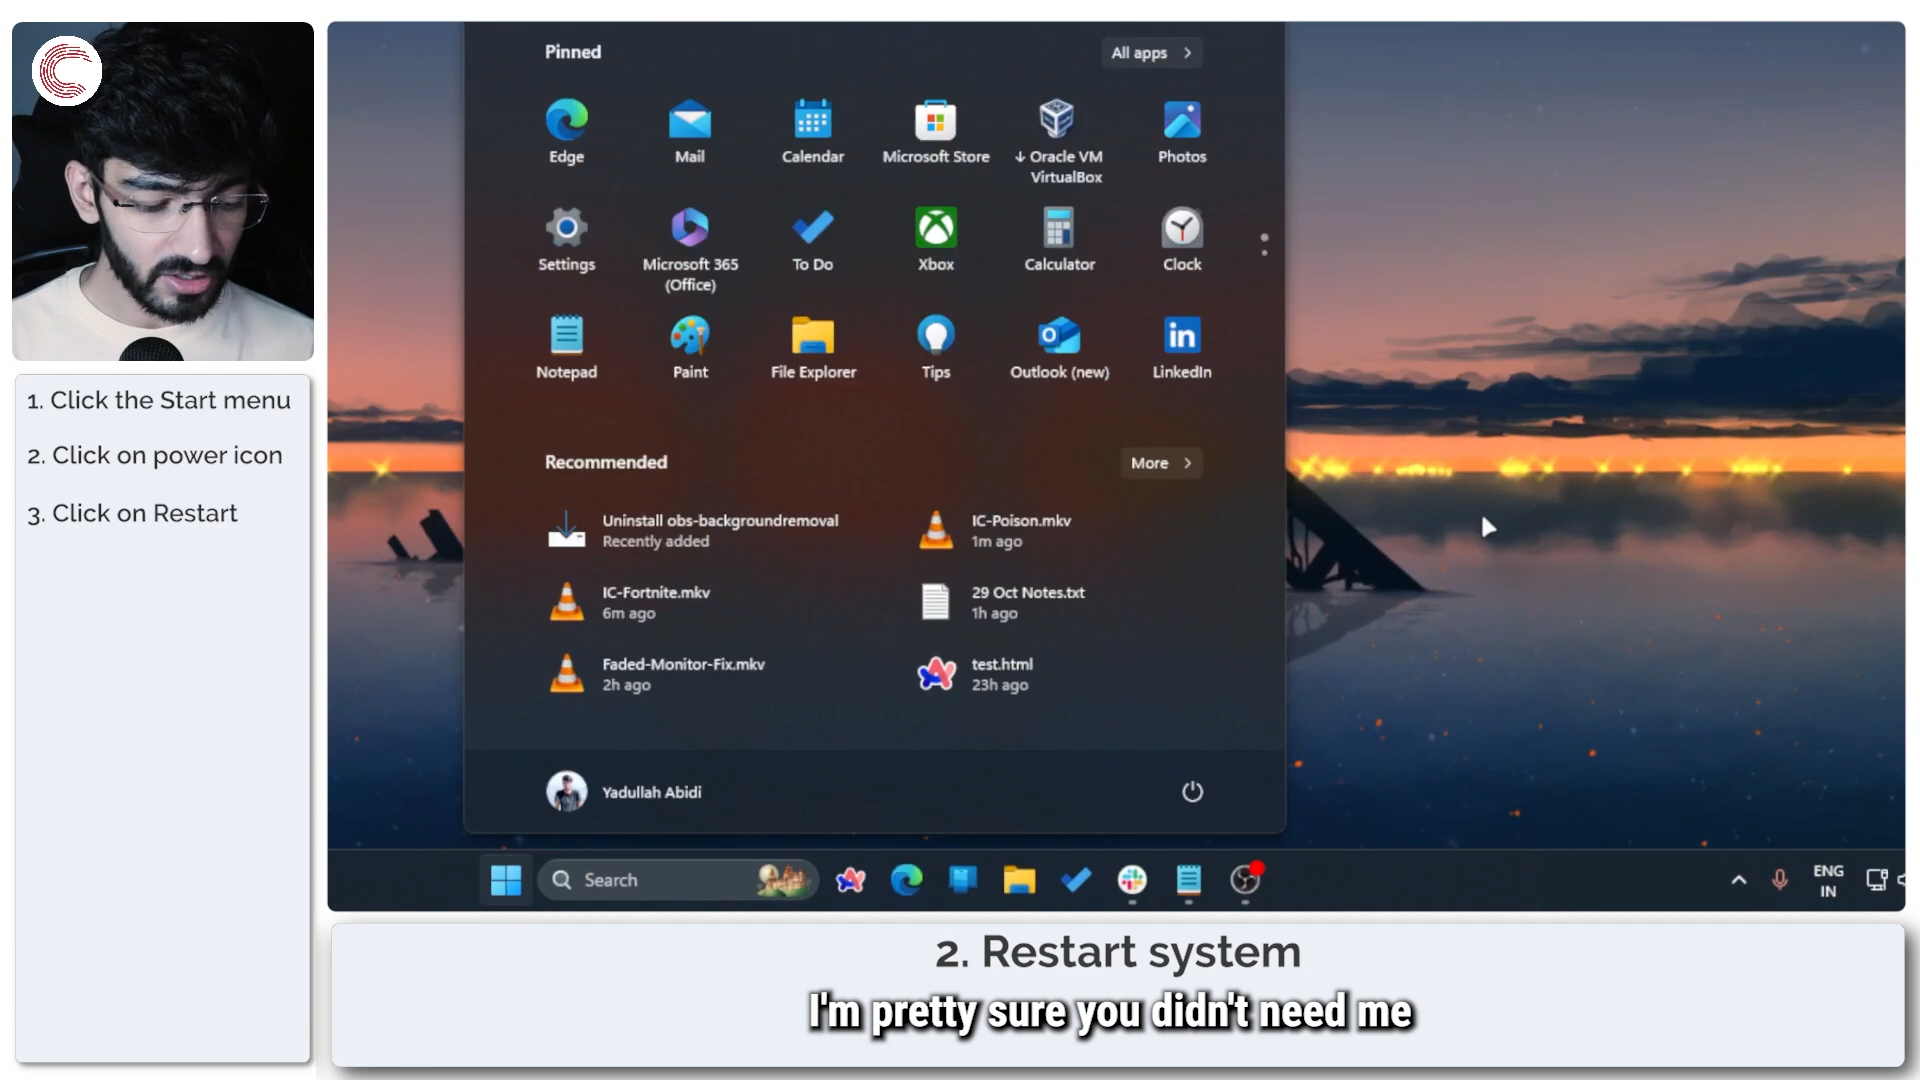 1. Click the Start menu
2. Click on power icon
3. Click on Restart
Pinned
All apps
Edge
Mail
Calendar
Microsoft Store
Oracle VM
VirtualBox
Photos
Settings
Microsoft 365
(Office)
To Do
Xbox
Calculator
Clock
Notepad
Paint
File Explorer
Tips
Outlook (new)
LinkedIn
Recommended
More
Uninstall obs-backgroundremoval
Recently added
IC-Poison.mkv
1m ago
IC-Fortnite.mkv
6m ago
29 Oct Notes.txt
1h ago
Faded-Monitor-Fix.mkv
2h ago
test.html
23h ago
Yadullah Abidi
Search
ENG
IN
2. Restart system
I'm pretty sure you didn't need me